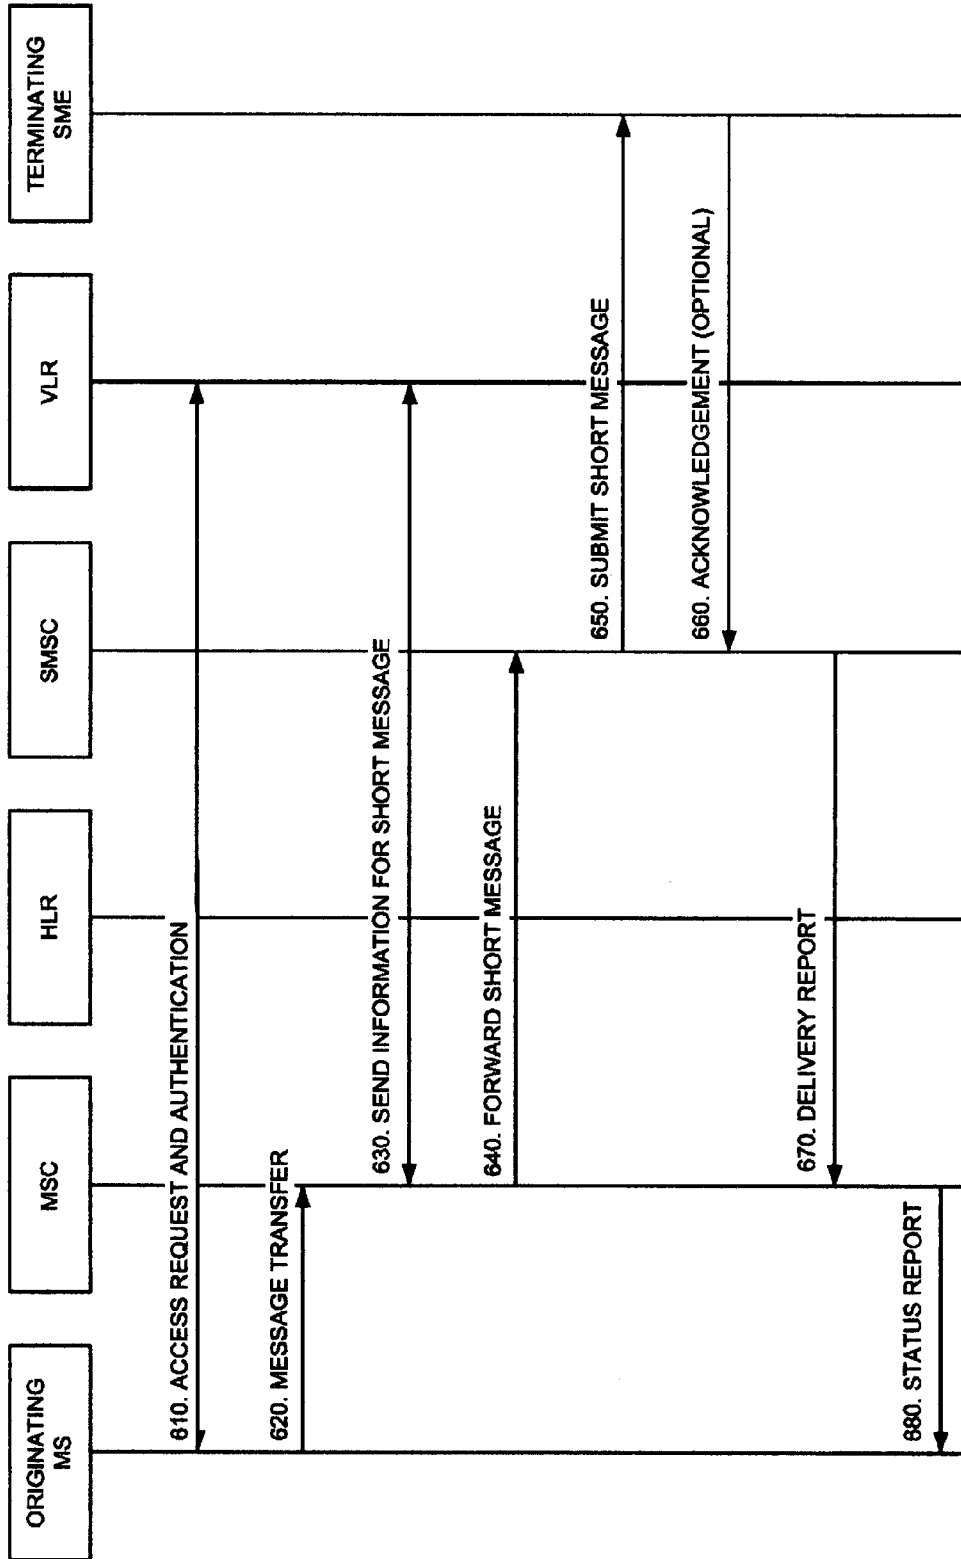 ORIGINATING
MS
MSC
HLR
SMSC
VLR
TERMINATING
SME
610. ACCESS REQUEST AND AUTHENTICATION
620. MESSAGE TRANSFER
630. SEND INFORMATION FOR SHORT MESSAGE
640. FORWARD SHORT MESSAGE
650. SUBMIT SHORT MESSAGE
660. ACKNOWLEDGEMENT (OPTIONAL)
670. DELIVERY REPORT
680. STATUS REPORT